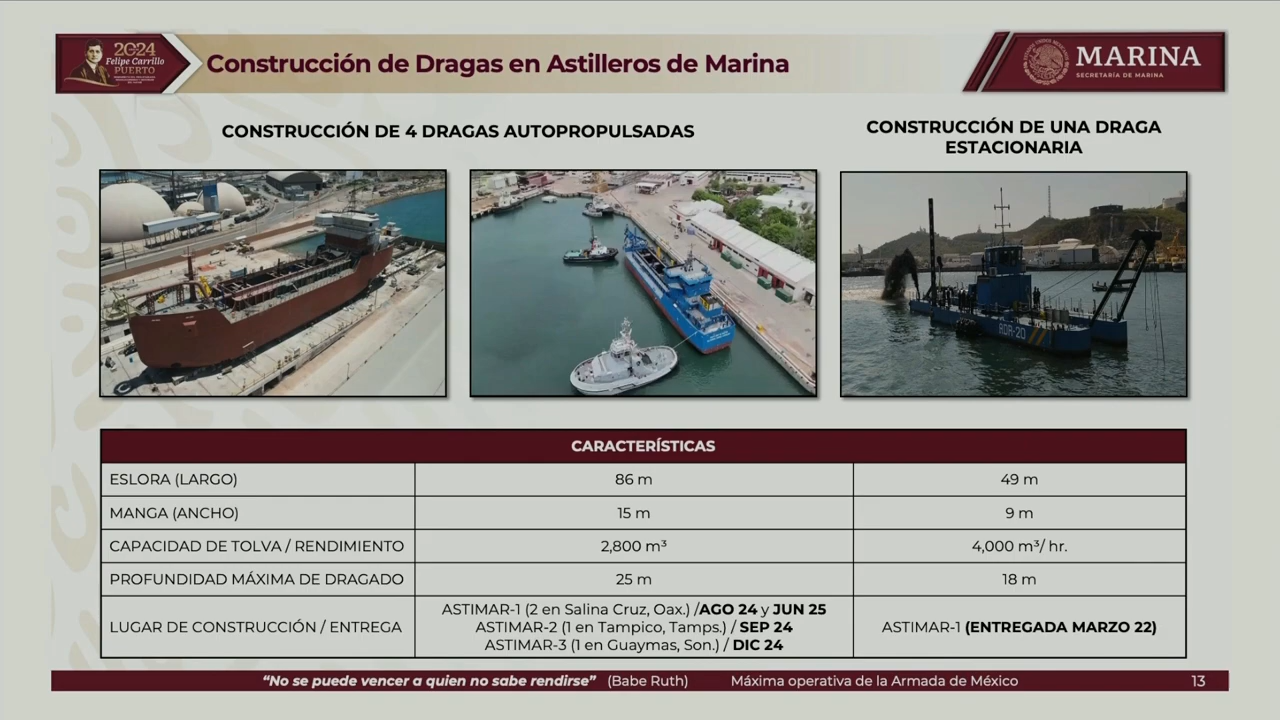 2024
Felipe Carrillo
PUERTO
Construcción de Dragas en Astilleros de Marina
MARINA
SECRETARÍA DE MARINA
CONSTRUCCIÓN DE 4 DRAGAS AUTOPROPULSADAS
CONSTRUCCIÓN DE UNA DRAGA
ESTACIONARIA
CARACTERÍSTICAS
ESLORA (LARGO) 86 m 49 m
MANGA (ANCHO) 15 m 9 m
CAPACIDAD DE TOLVA / RENDIMIENTO 2,800 m³ 4,000 m³/ hr.
PROFUNDIDAD MÁXIMA DE DRAGADO 25 m 18 m
LUGAR DE CONSTRUCCIÓN / ENTREGA
ASTIMAR-1 (2 en Salina Cruz, Oax.) /AGO 24 y JUN 25
ASTIMAR-2 (1 en Tampico, Tamps.) / SEP 24
ASTIMAR-3 (1 en Guaymas, Son.) / DIC 24
ASTIMAR-1 (ENTREGADA MARZO 22)
“No se puede vencer a quien no sabe rendirse” (Babe Ruth) Máxima operativa de la Armada de México 13